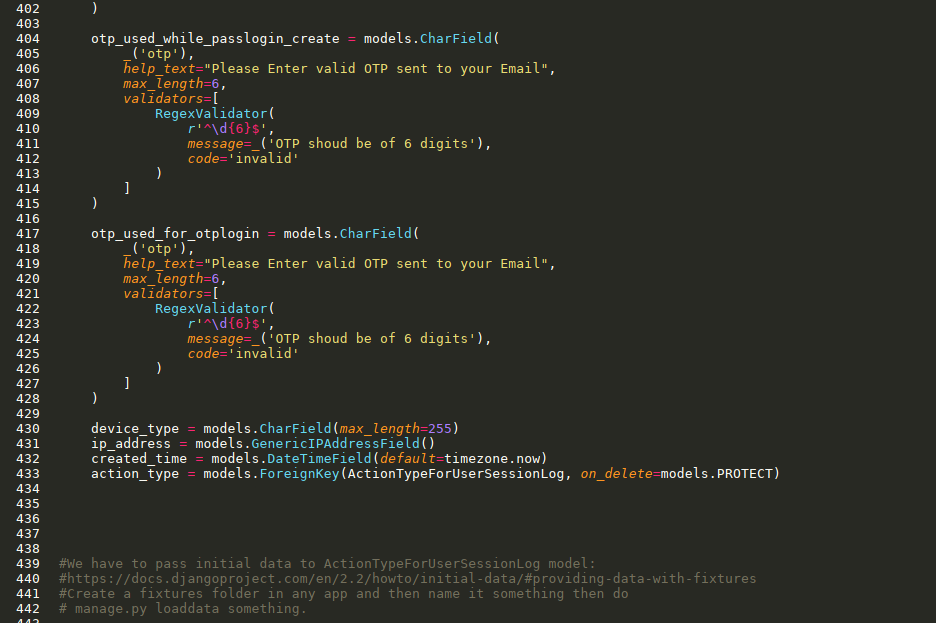 402 )
403
404 otp_used_while_passlogin_create = models.CharField(
405 _('otp'),
406 help_text="Please Enter valid OTP sent to your Email",
407 max_length=6,
408 validators=[
409 RegexValidator(
410 r'^\d{6}$',
411 message=_('OTP shoud be of 6 digits'),
412 code='invalid'
413 )
414 ]
415 )
416
417 otp_used_for_otplogin = models.CharField(
418 _('otp'),
419 help_text="Please Enter valid OTP sent to your Email",
420 max_length=6,
421 validators=[
422 RegexValidator(
423 r'^\d{6}$',
424 message=_('OTP shoud be of 6 digits'),
425 code='invalid'
426 )
427 ]
428 )
429
430 device_type = models.CharField(max_length=255)
431 ip_address = models.GenericIPAddressField()
432 created_time = models.DateTimeField(default=timezone.now)
433 action_type = models.ForeignKey(ActionTypeForUserSessionLog, on_delete=models.PROTECT)
434
435
436
437
438
439 #We have to pass initial data to ActionTypeForUserSessionLog model:
440 #https://docs.djangoproject.com/en/2.2/howto/initial-data/#providing-data-with-fixtures
441 #Create a fixtures folder in any app and then name it something then do
442 # manage.py loaddata something.